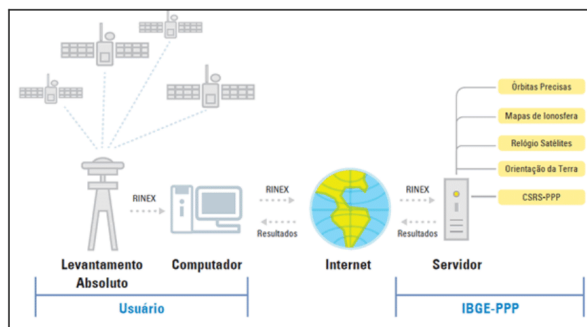 Órbitas Precisas
Mapas de Ionosfera
Relógio Satélites
Orientação da Terra
CSRS-PPP
RINEX
RINEX
RINEX
Resultados
Resultados
Levantamento
Absoluto
Computador
Internet
Servidor
Usuário
IBGE-PPP